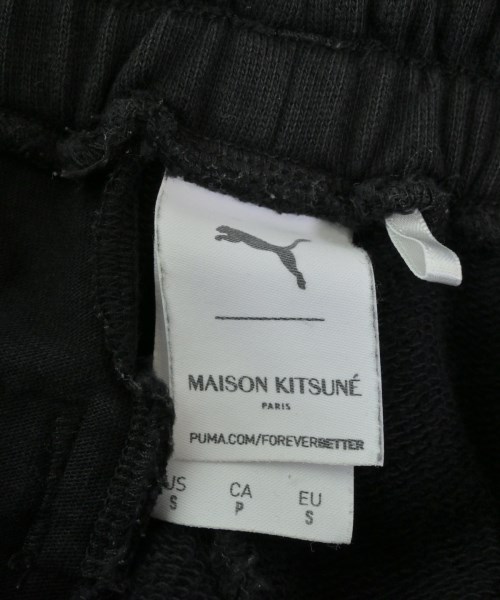 MAISON KITSUNÉ
PARIS
PUMA.COM/FOREVERBETTER
US CA EU
S P S